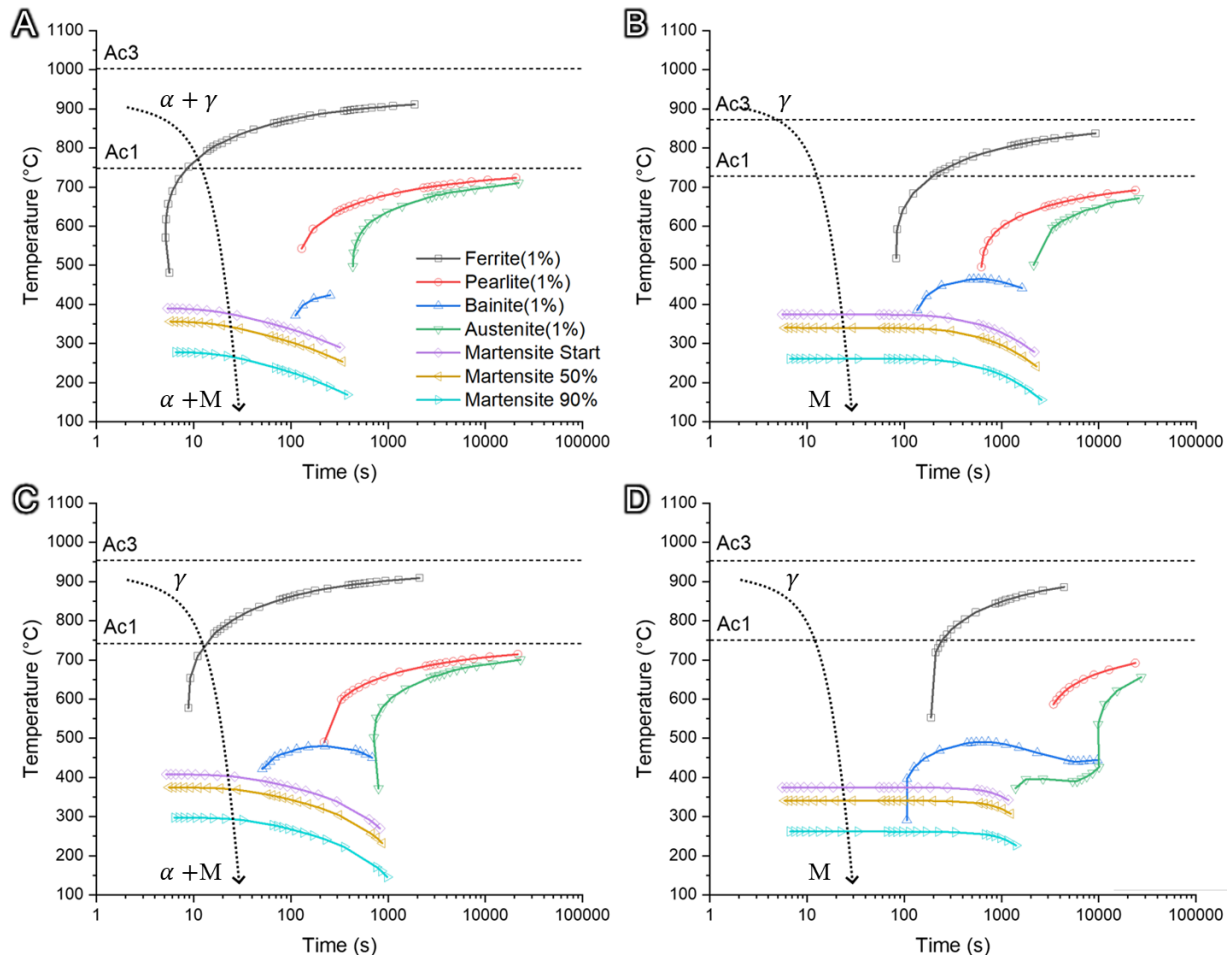 A
1100
1000
900
800
700
600
500
400
300
200
100
Temperature (°C)
Ac3
α + γ
Ac1
Ferrite(1%)
Pearlite(1%)
Bainite(1%)
Austenite(1%)
Martensite Start
Martensite 50%
Martensite 90%
α +M
1 10 100 1000 10000 100000
Time (s)
B
1100
1000
900
800
700
600
500
400
300
200
100
Temperature (°C)
γ
Ac3
Ac1
M
1 10 100 1000 10000 100000
Time (s)
C
1100
1000
900
800
700
600
500
400
300
200
100
Temperature (°C)
Ac3
γ
Ac1
α +M
1 10 100 1000 10000 100000
Time (s)
D
1100
1000
900
800
700
600
500
400
300
200
100
Temperature (°C)
Ac3
γ
Ac1
M
1 10 100 1000 10000 100000
Time (s)